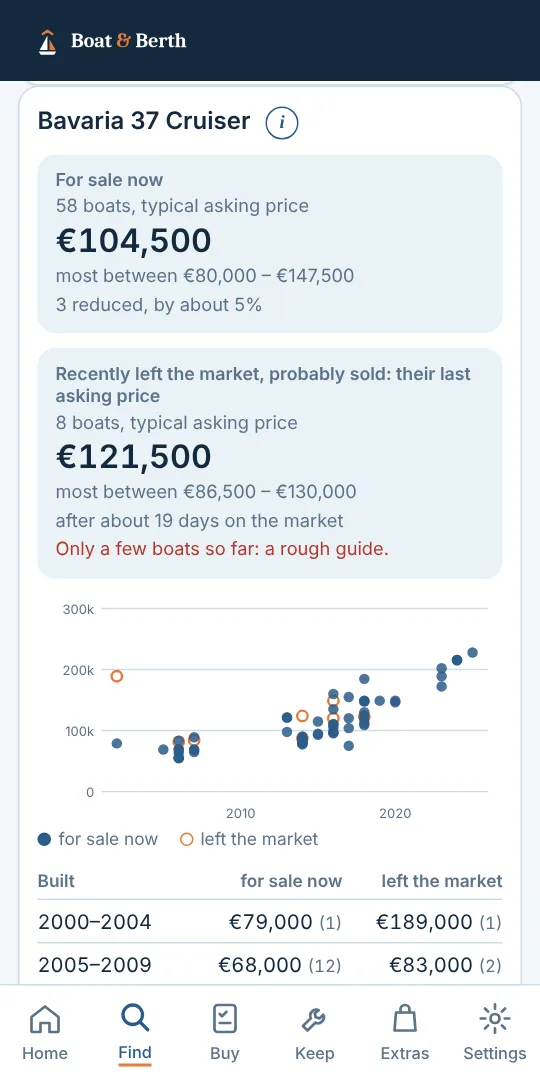 Boat & Berth
Bavaria 37 Cruiser i
For sale now
58 boats, typical asking price
€104,500
most between €80,000 – €147,500
3 reduced, by about 5%
Recently left the market, probably sold: their last
asking price
8 boats, typical asking price
€121,500
most between €86,500 – €130,000
after about 19 days on the market
Only a few boats so far: a rough guide.
300k
200k
100k
0
2010 2020
for sale now left the market
Built for sale now left the market
2000–2004 €79,000 (1) €189,000 (1)
2005–2009 €68,000 (12) €83,000 (2)
Home Find Buy Keep Extras Settings